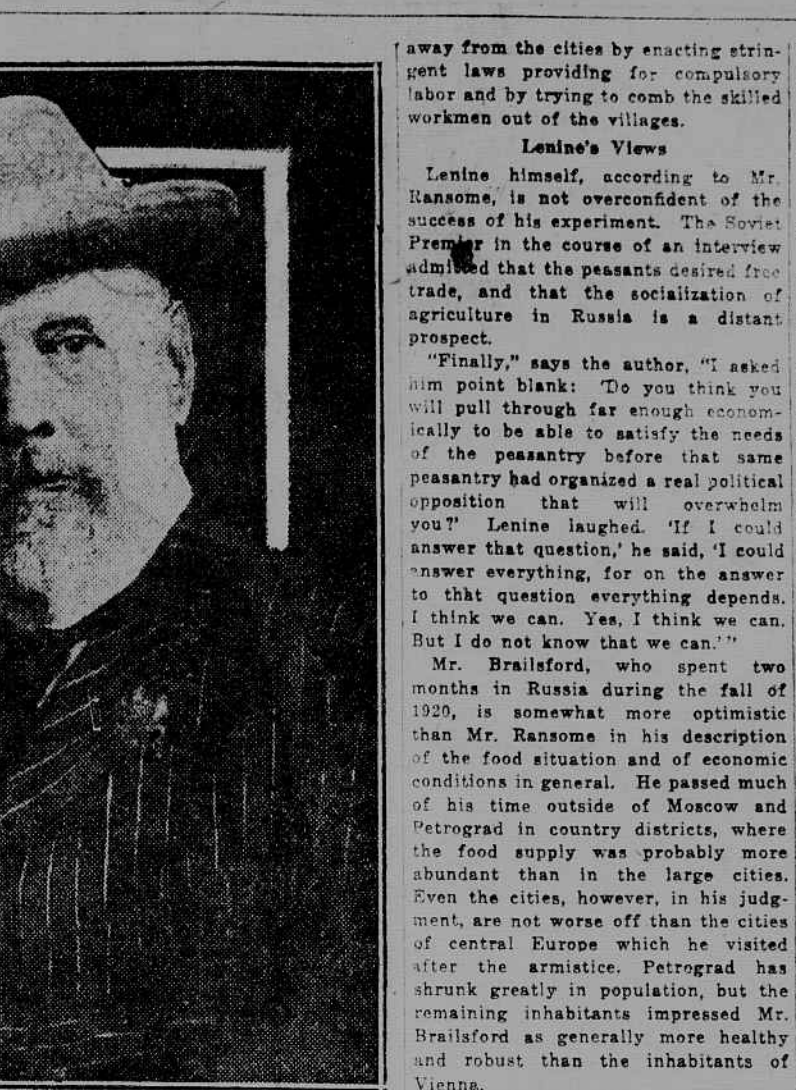 away from the cities by enacting strin-
gent laws providing for compulsory
labor and by trying to comb the skilled
workmen out of the villages.
Lenine's Views
Lenine himself, according to Mr.
Ransome, is not overconfident of the
success of his experiment. The Soviet
Premier in the course of an interview
admitted that the peasants desired free
trade, and that the socialization of
agriculture in Russia is a distant
prospect.
"Finally," says the author, "I asked
him point blank: 'Do you think you
will pull through far enough econom-
ically to be able to satisfy the needs
of the peasantry before that same
peasantry had organized a real political
opposition that will overwhelm
you?' Lenine laughed. 'If I could
answer that question,' he said, 'I could
answer everything, for on the answer
to that question everything depends.
I think we can. Yes, I think we can.
But I do not know that we can.'"
Mr. Brailsford, who spent two
months in Russia during the fall of
1920, is somewhat more optimistic
than Mr. Ransome in his description
of the food situation and of economic
conditions in general. He passed much
of his time outside of Moscow and
Petrograd in country districts, where
the food supply was probably more
abundant than in the large cities.
Even the cities, however, in his judg-
ment, are not worse off than the cities
of central Europe which he visited
after the armistice. Petrograd has
shrunk greatly in population, but the
remaining inhabitants impressed Mr.
Brailsford as generally more healthy
and robust than the inhabitants of
Vienna.